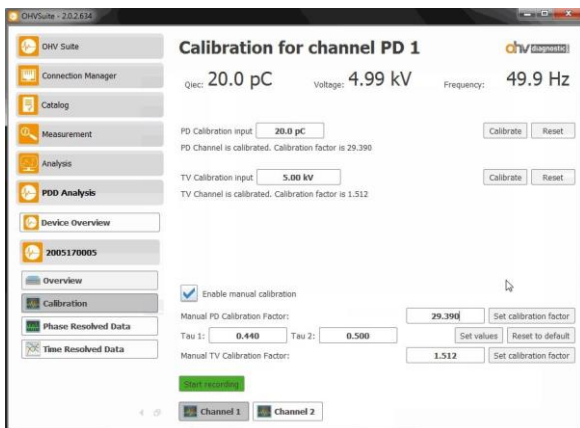 OHVSuite - 2.0.2.634
OHV Suite
Connection Manager
Catalog
Measurement
Analysis
PDD Analysis
Device Overview
2005170005
Overview
Calibration
Phase Resolved Data
Time Resolved Data
Calibration for channel PD 1
ohv diagnostic
Qiec: 20.0 pC Voltage: 4.99 kV Frequency: 49.9 Hz
PD Calibration input 20.0 pC Calibrate Reset
PD Channel is calibrated. Calibration factor is 29.390
TV Calibration input 5.00 kV Calibrate Reset
TV Channel is calibrated. Calibration factor is 1.512
Enable manual calibration
Manual PD Calibration Factor: 29.390 Set calibration factor
Tau 1: 0.440 Tau 2: 0.500 Set values Reset to default
Manual TV Calibration Factor: 1.512 Set calibration factor
Start recording
Channel 1 Channel 2